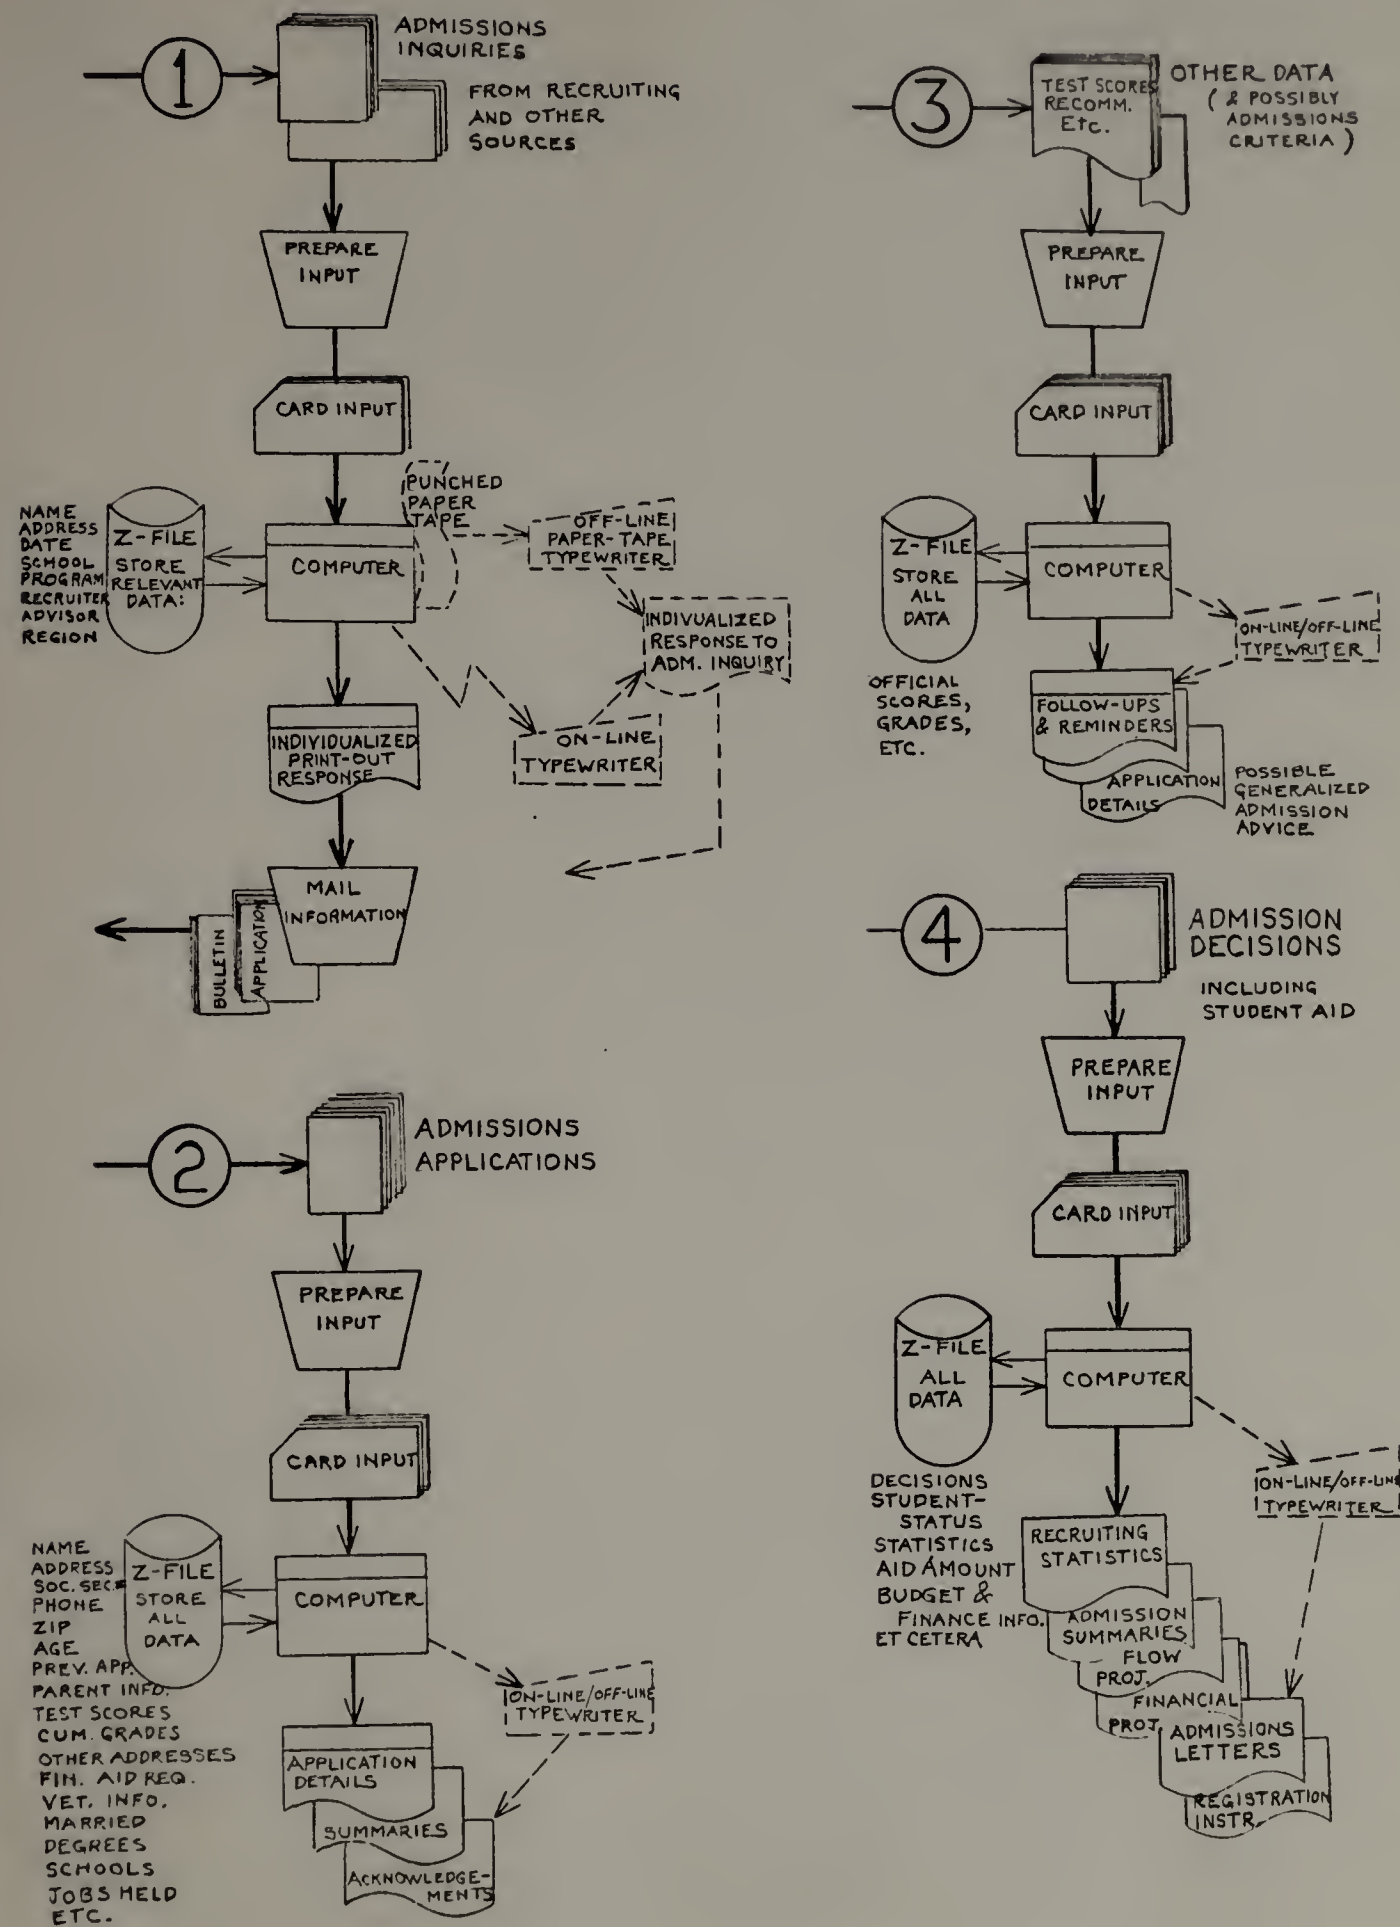 1
ADMISSIONS
INQUIRIES
FROM RECRUITING
AND OTHER
SOURCES
PREPARE
INPUT
CARD INPUT
PUNCHED
PAPER
TAPE
OFF-LINE
PAPER-TAPE
TYPEWRITER
NAME
ADDRESS
DATE
SCHOOL
PROGRAM
RECRUITER
ADVISOR
REGION
Z-FILE
STORE
RELEVANT
DATA:
COMPUTER
INDIVUALIZED
RESPONSE TO
ADM. INQUIRY
ON-LINE
TYPEWRITER
INDIVIDUALIZED
PRINT-OUT
RESPONSE
MAIL
INFORMATION
APPLICATION
BULLETIN
2
ADMISSIONS
APPLICATIONS
PREPARE
INPUT
CARD INPUT
NAME
ADDRESS
SOC. SEC.#
PHONE
ZIP
AGE
PREV. APP.
PARENT INFO.
TEST SCORES
CUM. GRADES
OTHER ADDRESSES
FIN. AID REQ.
VET. INFO.
MARRIED
DEGREES
SCHOOLS
JOBS HELD
ETC.
Z-FILE
STORE
ALL
DATA
COMPUTER
ON-LINE/OFF-LINE
TYPEWRITER
APPLICATION
DETAILS
SUMMARIES
ACKNOWLEDGE-
MENTS
3
TEST SCORES
RECOMM.
Etc.
OTHER DATA
( & POSSIBLY
ADMISSIONS
CRITERIA )
PREPARE
INPUT
CARD INPUT
Z-FILE
STORE
ALL
DATA
COMPUTER
ON-LINE/OFF-LINE
TYPEWRITER
OFFICIAL
SCORES,
GRADES,
ETC.
FOLLOW-UPS
& REMINDERS
APPLICATION
DETAILS
POSSIBLE
GENERALIZED
ADMISSION
ADVICE
4
ADMISSION
DECISIONS
INCLUDING
STUDENT AID
PREPARE
INPUT
CARD INPUT
Z-FILE
ALL
DATA
COMPUTER
ON-LINE/OFF-LINE
TYPEWRITER
DECISIONS
STUDENT-
STATUS
STATISTICS
AID AMOUNT
BUDGET &
FINANCE INFO.
ET CETERA
RECRUITING
STATISTICS
ADMISSION
SUMMARIES
FLOW
PROJ.
FINANCIAL
PROJ.
ADMISSIONS
LETTERS
REGISTRATION
INSTR.